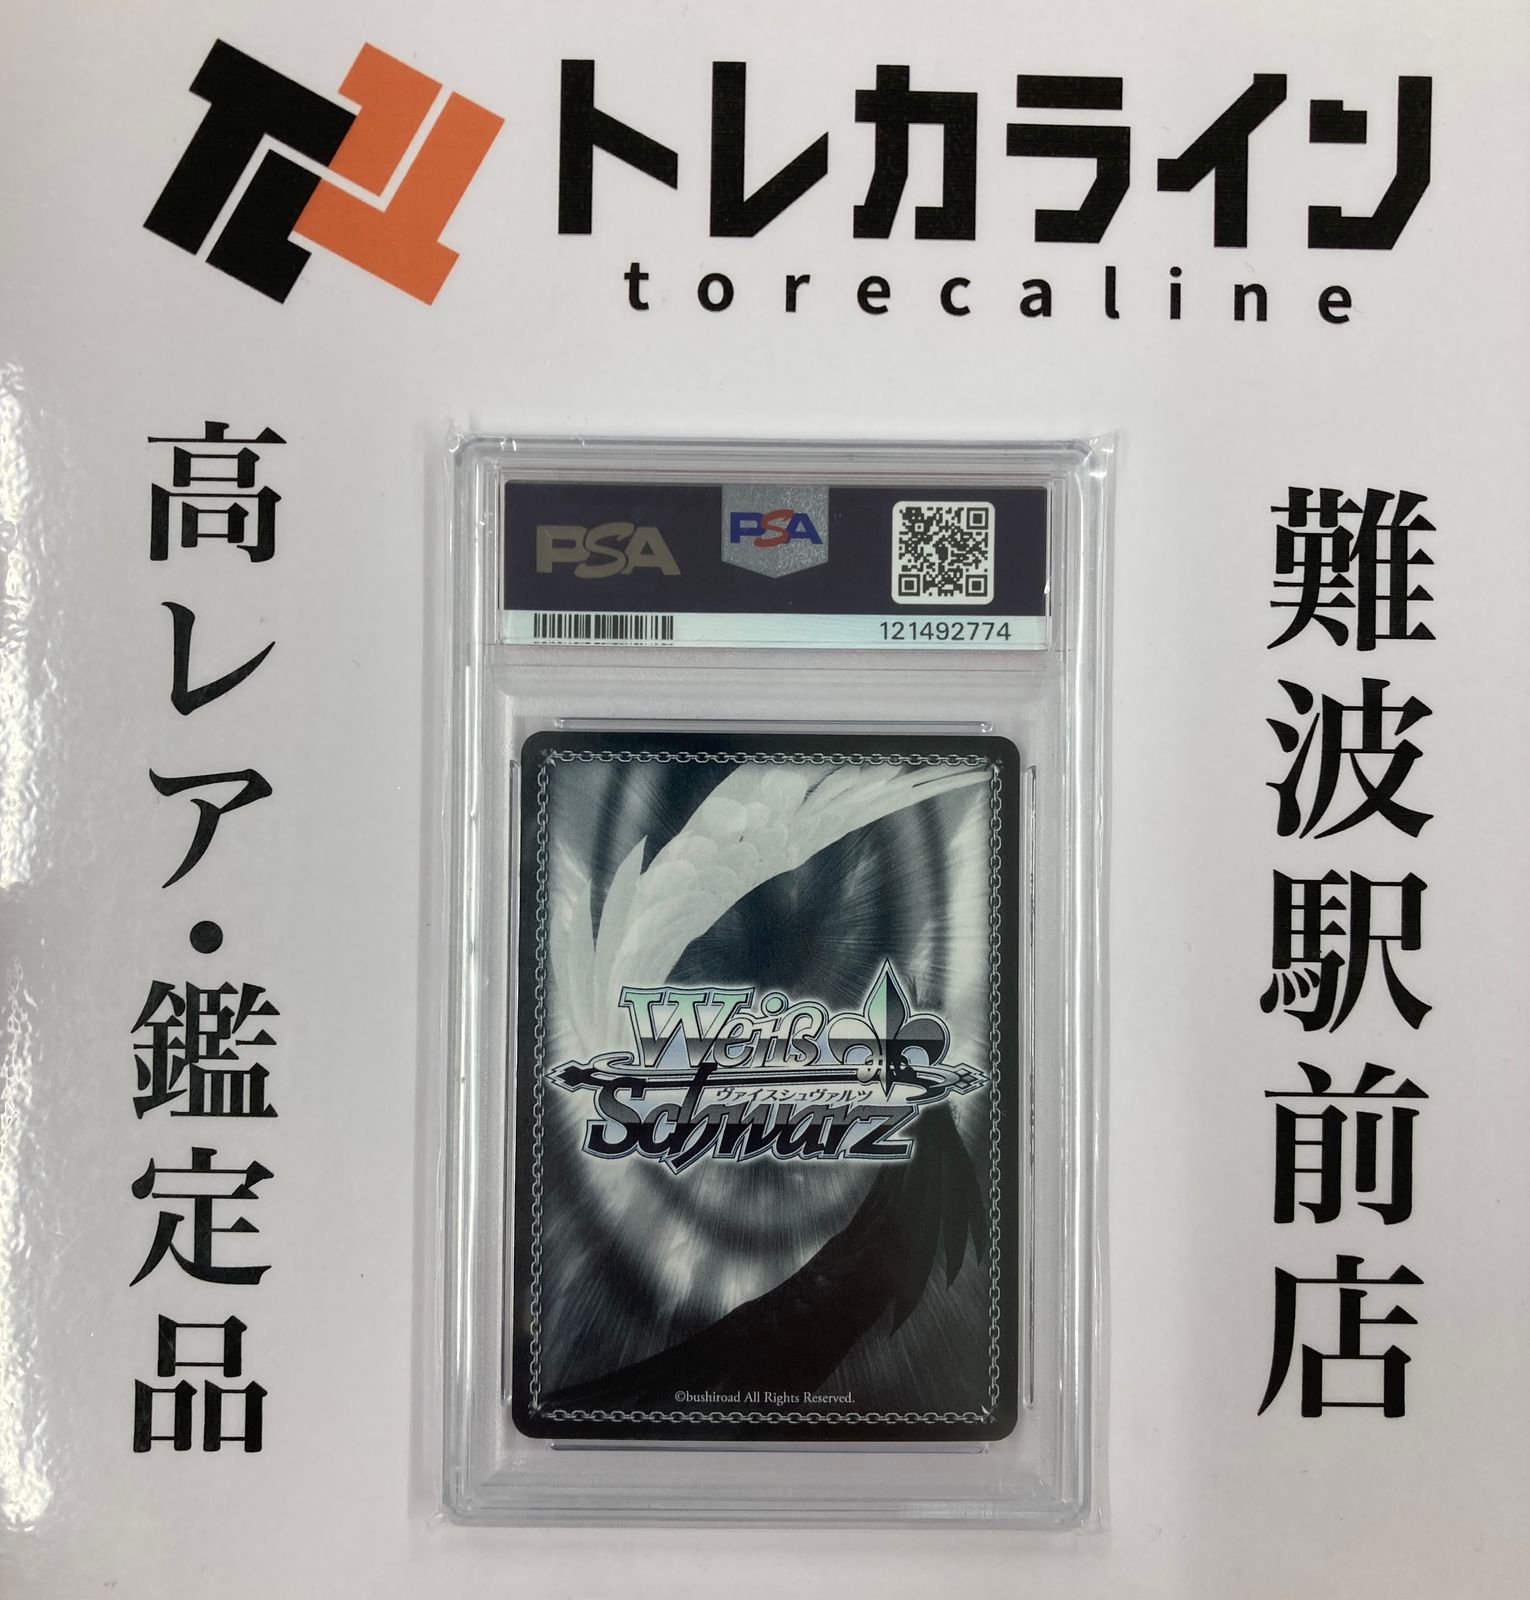 トレカライン
torecaline
高レア・鑑定品
難波駅前店
PSA
PSA
121492774
Weiß
ヴァイスシュヴァルツ
Schwarz
©bushiroad All Rights Reserved.